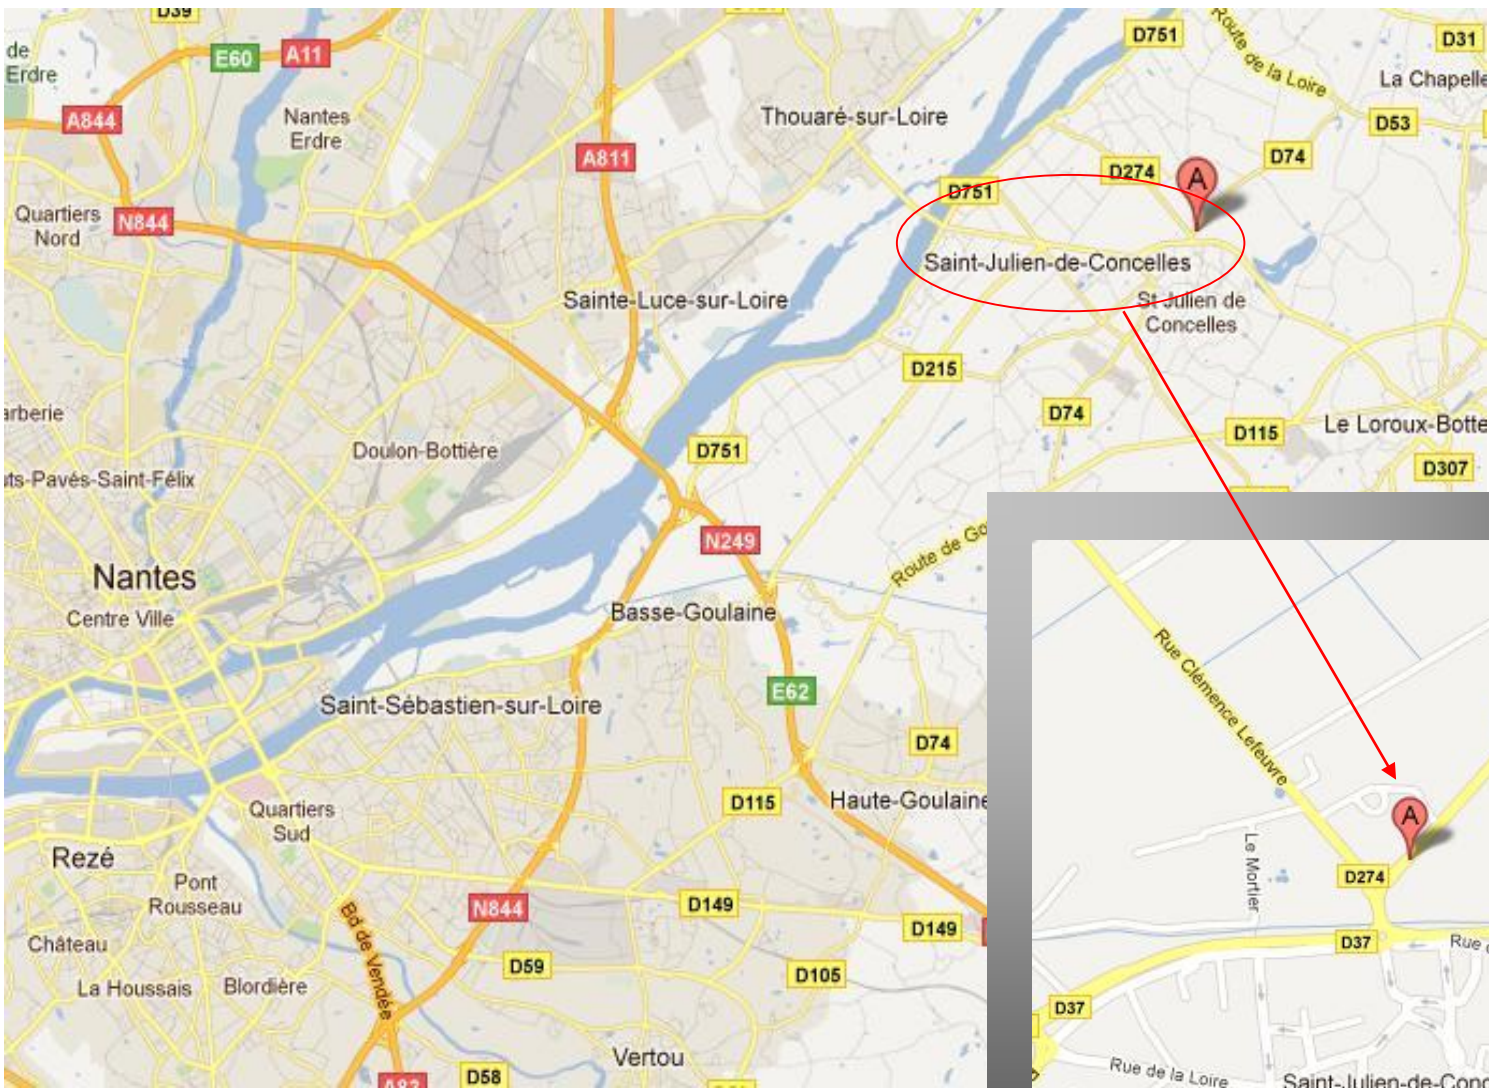 D39
D751
D31
de
Erdre
E60
A11
Route de la Loire
La Chapelle
A844
Nantes
Erdre
Thouaré-sur-Loire
D53
A811
D74
D274
A
D751
Quartiers
Nord
N844
Saint-Julien-de-Concelles
Sainte-Luce-sur-Loire
St Julien de
Concelles
D215
D74
arberie
D115
Le Loroux-Botte
Doulon-Bottière
D751
D307
uts-Pavés-Saint-Félix
N249
Route de Go
Nantes
Centre Ville
Basse-Goulaine
Saint-Sébastien-sur-Loire
E62
D74
D115
Haute-Goulaine
Quartiers
Sud
Rezé
Pont
Rousseau
N844
D149
D149
Bd de Vendée
Château
D59
D105
La Houssais
Blordière
Vertou
D58
A83
Rue Clémence Lefeuvre
A
Le Mortier
D274
D37
Rue
D37
Rue de la Loire
Saint-Julien-de-Conc